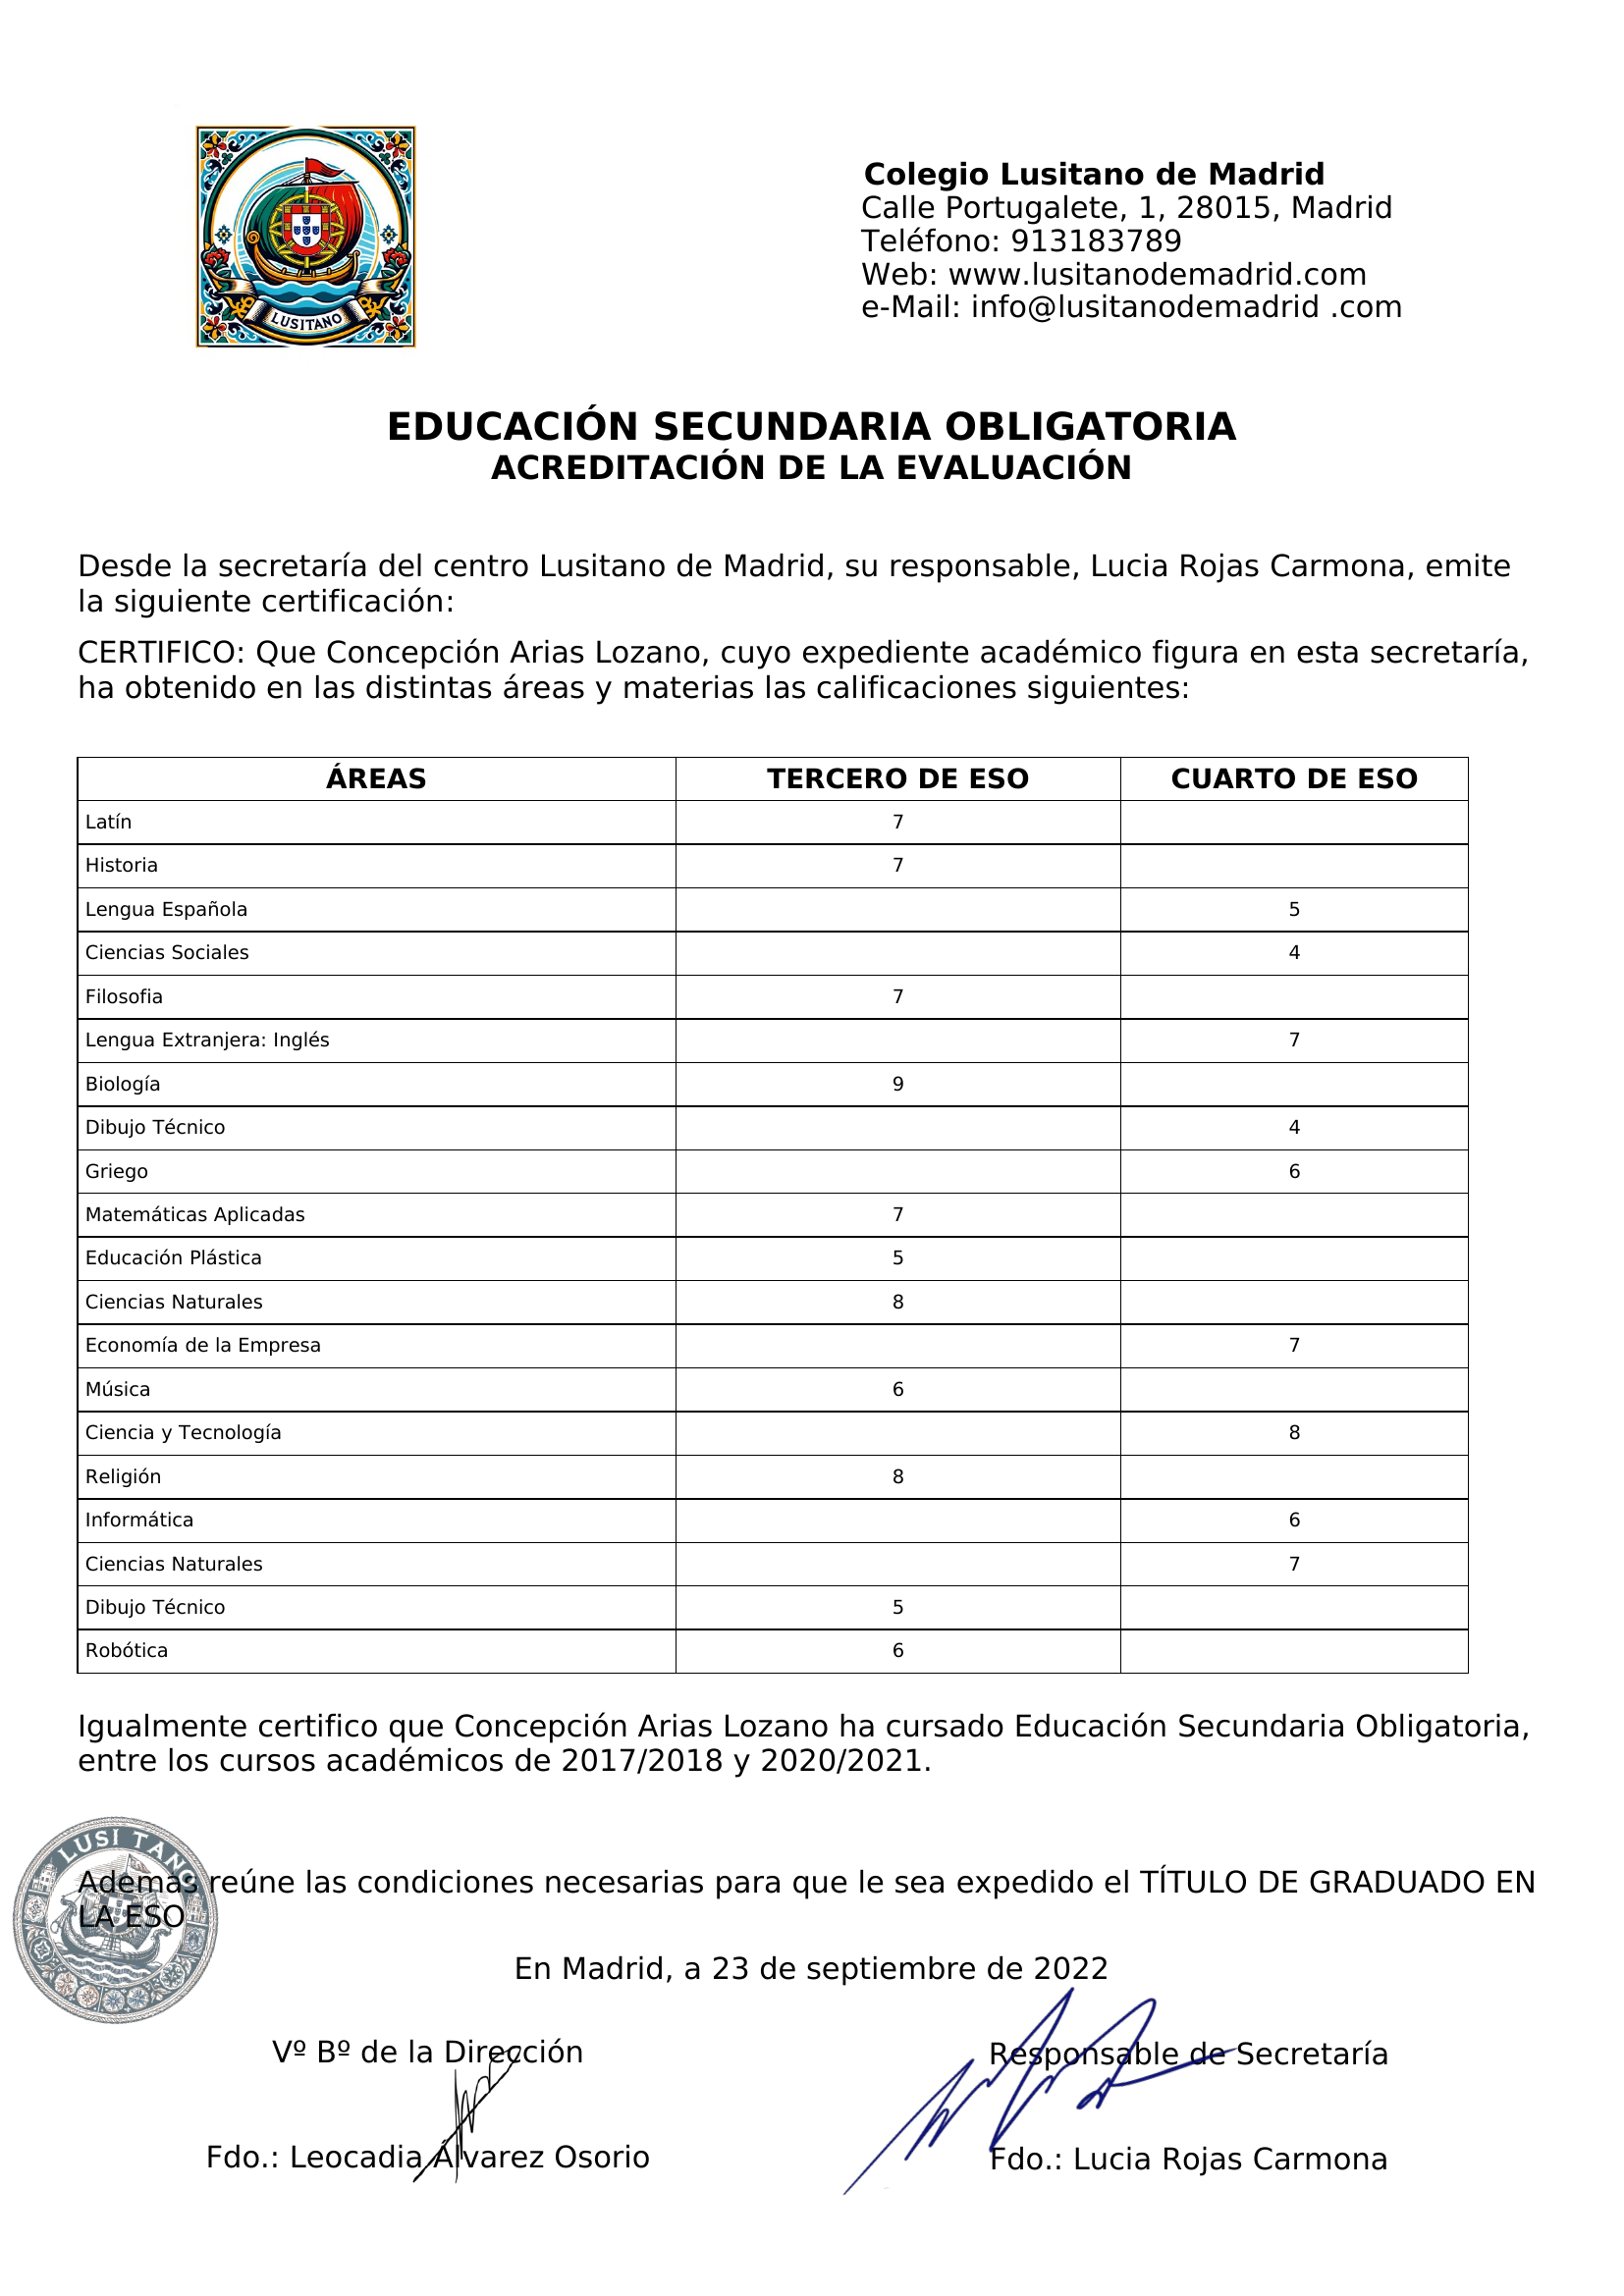 LUSITANO
Colegio Lusitano de Madrid
Calle Portugalete, 1, 28015, Madrid
Teléfono: 913183789
Web: www.lusitanodemadrid.com
e-Mail: info@lusitanodemadrid .com
EDUCACIÓN SECUNDARIA OBLIGATORIA
ACREDITACIÓN DE LA EVALUACIÓN
Desde la secretaría del centro Lusitano de Madrid, su responsable, Lucia Rojas Carmona, emite
la siguiente certificación:
CERTIFICO: Que Concepción Arias Lozano, cuyo expediente académico figura en esta secretaría,
ha obtenido en las distintas áreas y materias las calificaciones siguientes:
ÁREAS TERCERO DE ESO CUARTO DE ESO
Latín 7
Historia 7
Lengua Española 5
Ciencias Sociales 4
Filosofia 7
Lengua Extranjera: Inglés 7
Biología 9
Dibujo Técnico 4
Griego 6
Matemáticas Aplicadas 7
Educación Plástica 5
Ciencias Naturales 8
Economía de la Empresa 7
Música 6
Ciencia y Tecnología 8
Religión 8
Informática 6
Ciencias Naturales 7
Dibujo Técnico 5
Robótica 6
Igualmente certifico que Concepción Arias Lozano ha cursado Educación Secundaria Obligatoria,
entre los cursos académicos de 2017/2018 y 2020/2021.
LUSI TANO
Además reúne las condiciones necesarias para que le sea expedido el TÍTULO DE GRADUADO EN
LA ESO
En Madrid, a 23 de septiembre de 2022
Vº Bº de la Dirección Responsable de Secretaría
Fdo.: Leocadia Álvarez Osorio Fdo.: Lucia Rojas Carmona